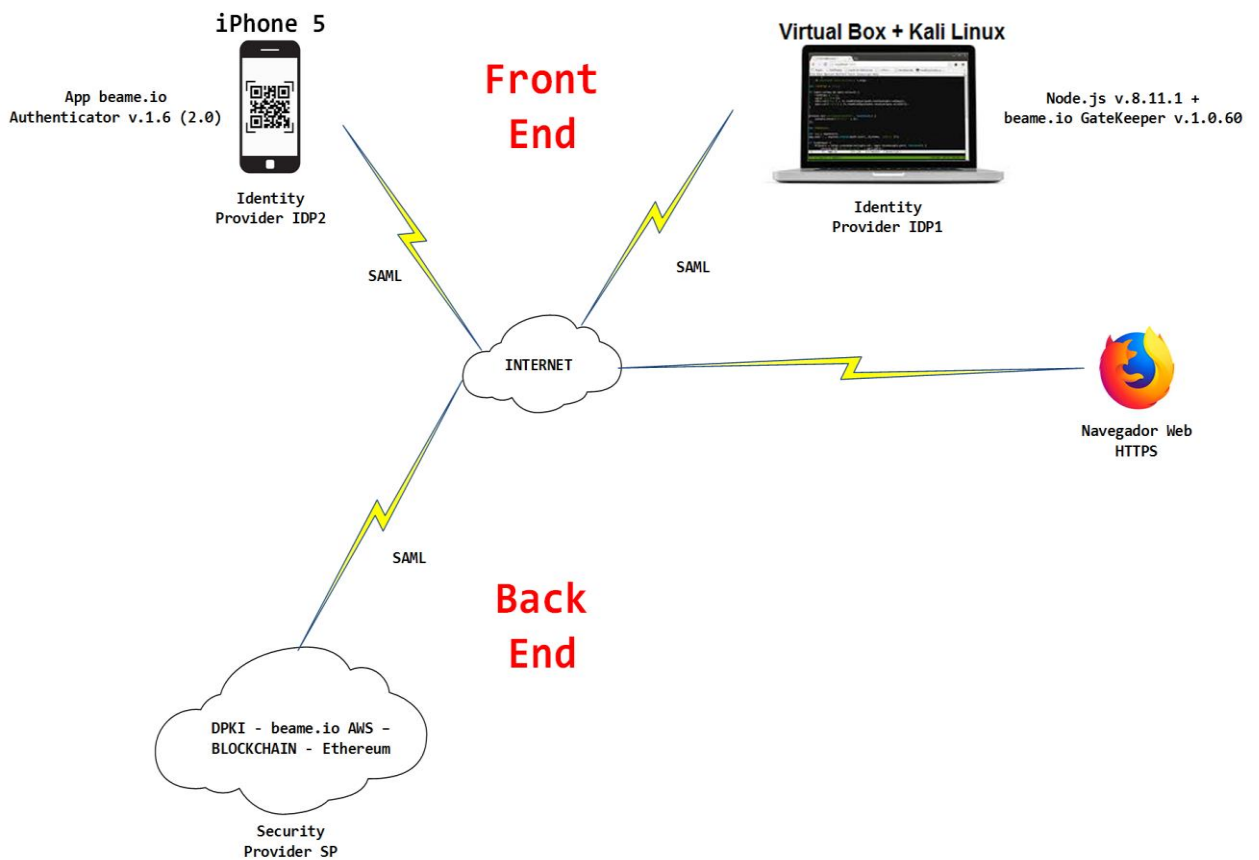 iPhone 5
App beame.io
Authenticator v.1.6 (2.0)
Identity
Provider IDP2
Front
End
Virtual Box + Kali Linux
Node.js v.8.11.1 +
beame.io GateKeeper v.1.0.60
Identity
Provider IDP1
SAML
SAML
INTERNET
Navegador Web
HTTPS
SAML
Back
End
DPKI - beame.io AWS –
BLOCKCHAIN - Ethereum
Security
Provider SP